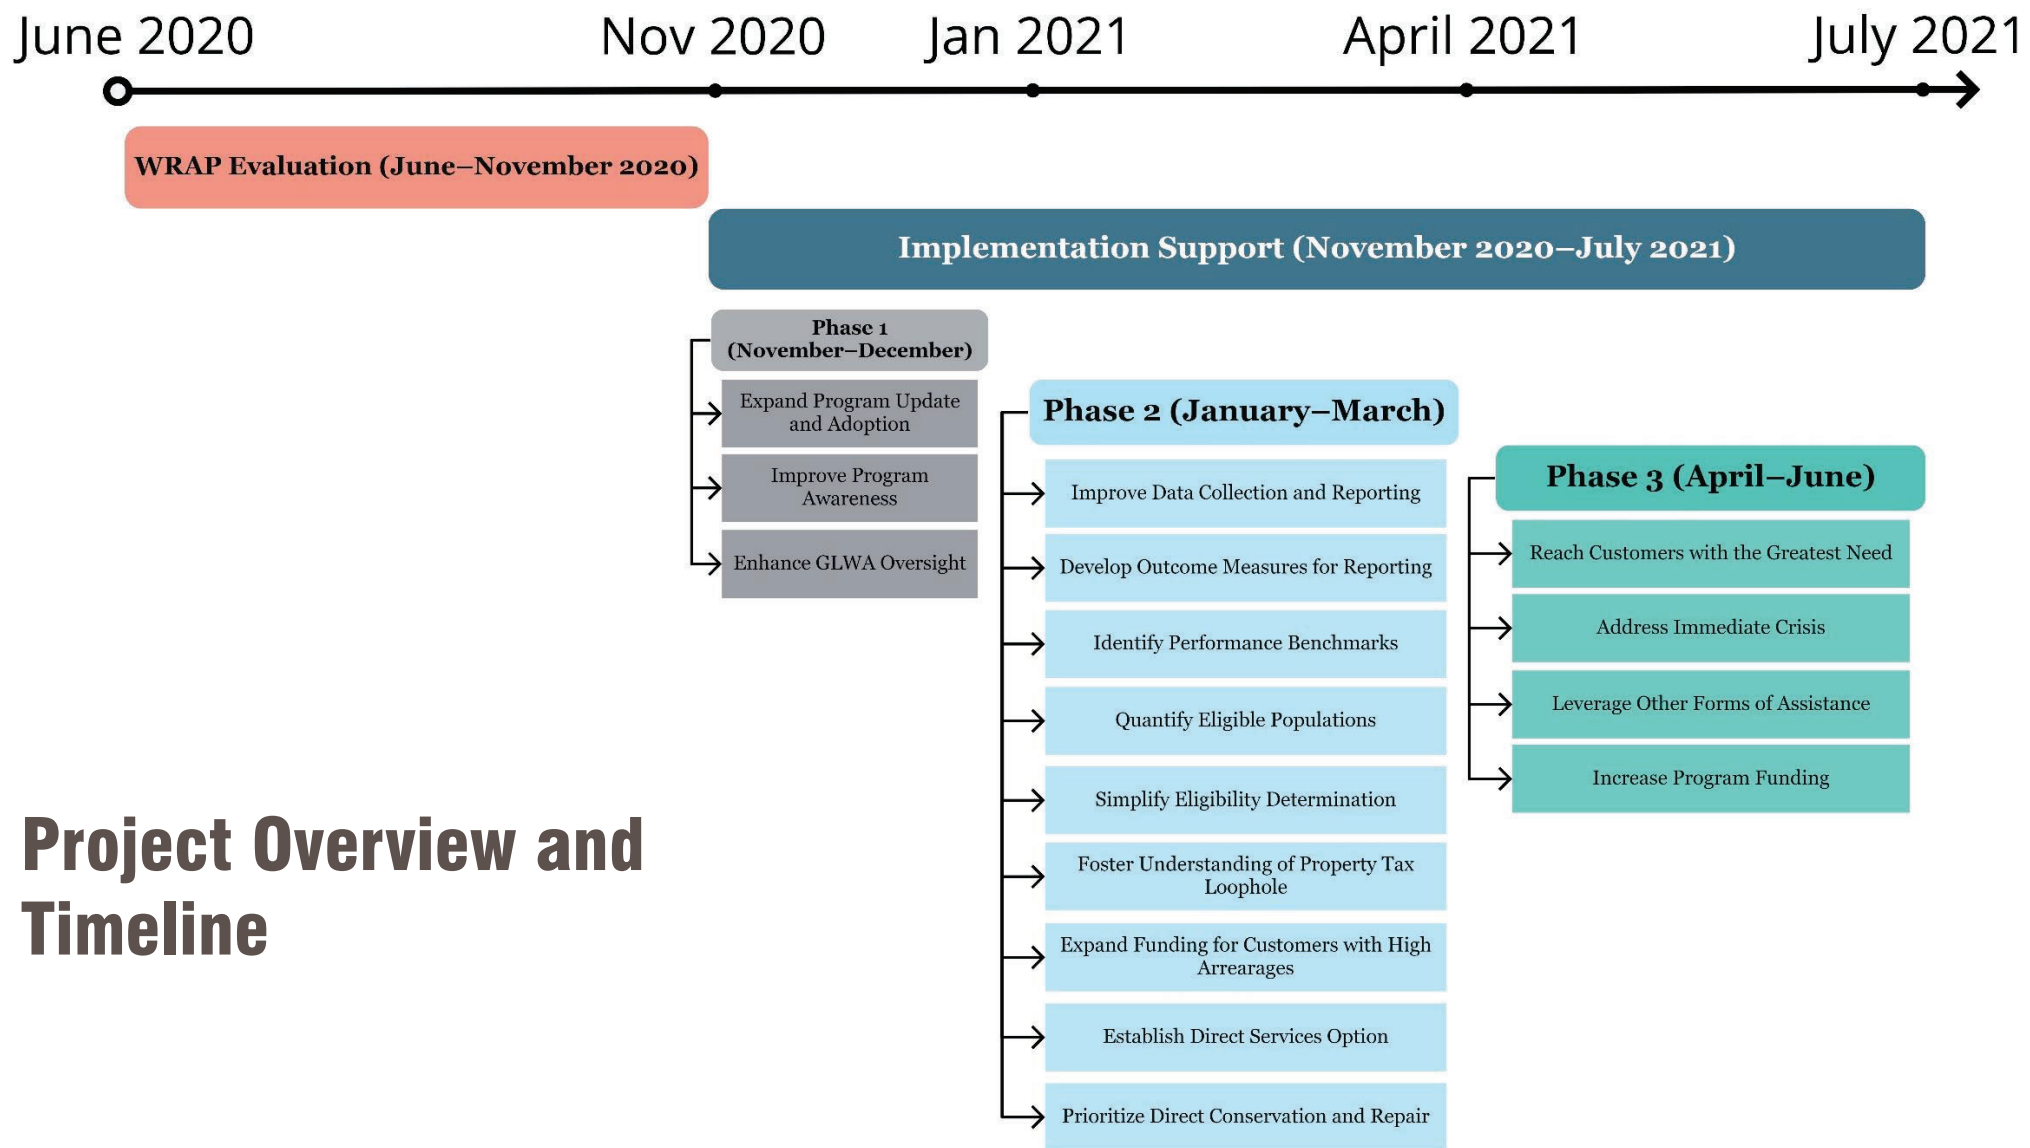 June 2020
Nov 2020
Jan 2021
April 2021
July 2021
WRAP Evaluation (June–November 2020)
Implementation Support (November 2020–July 2021)
Phase 1
(November–December)
Expand Program Update
and Adoption
Improve Program
Awareness
Enhance GLWA Oversight
Phase 2 (January–March)
Improve Data Collection and Reporting
Develop Outcome Measures for Reporting
Identify Performance Benchmarks
Quantify Eligible Populations
Simplify Eligibility Determination
Foster Understanding of Property Tax
Loophole
Expand Funding for Customers with High
Arrearages
Establish Direct Services Option
Prioritize Direct Conservation and Repair
Phase 3 (April–June)
Reach Customers with the Greatest Need
Address Immediate Crisis
Leverage Other Forms of Assistance
Increase Program Funding
Project Overview and
Timeline